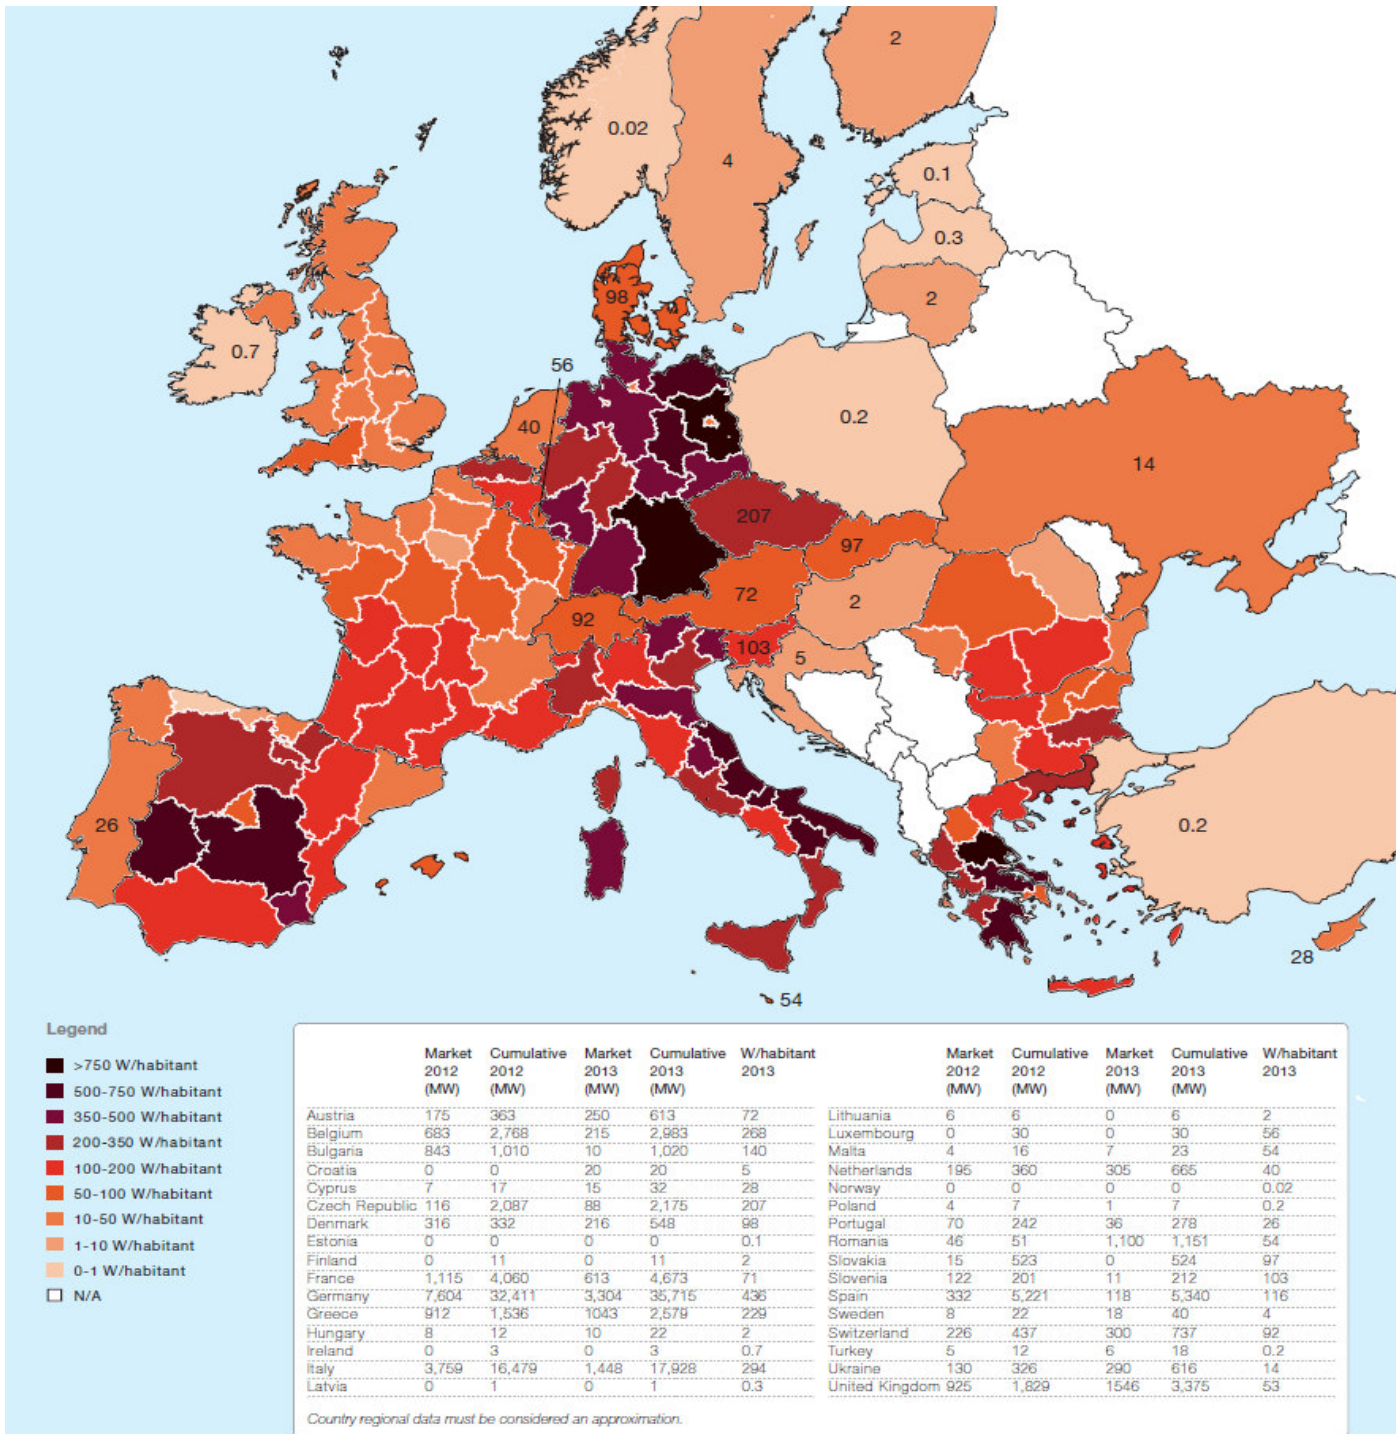 2
0.02
4
0.1
0.3
2
98
0.7
56
0.2
40
14
207
97
72
2
92
103
5
26
0.2
28
54
Legend
>750 W/habitant
500-750 W/habitant
350-500 W/habitant
200-350 W/habitant
100-200 W/habitant
50-100 W/habitant
10-50 W/habitant
1-10 W/habitant
0-1 W/habitant
N/A
Market 2012 (MW) Cumulative 2012 (MW) Market 2013 (MW) Cumulative 2013 (MW) W/habitant 2013
Austria 175 363 250 613 72
Belgium 683 2,768 215 2,983 268
Bulgaria 843 1,010 10 1,020 140
Croatia 0 0 20 20 5
Cyprus 7 17 15 32 28
Czech Republic 116 2,087 88 2,175 207
Denmark 316 332 216 548 98
Estonia 0 0 0 0 0.1
Finland 0 11 0 11 2
France 1,115 4,060 613 4,673 71
Germany 7,604 32,411 3,304 35,715 436
Greece 912 1,536 1043 2,579 229
Hungary 8 12 10 22 2
Ireland 0 3 0 3 0.7
Italy 3,759 16,479 1,448 17,928 294
Latvia 0 1 0 1 0.3
Market 2012 (MW) Cumulative 2012 (MW) Market 2013 (MW) Cumulative 2013 (MW) W/habitant 2013
Lithuania 6 6 0 6 2
Luxembourg 0 30 0 30 56
Malta 4 16 7 23 54
Netherlands 195 360 305 665 40
Norway 0 0 0 0 0.02
Poland 4 7 1 7 0.2
Portugal 70 242 36 278 26
Romania 46 51 1,100 1,151 54
Slovakia 15 523 0 524 97
Slovenia 122 201 11 212 103
Spain 332 5,221 118 5,340 116
Sweden 8 22 18 40 4
Switzerland 226 437 300 737 92
Turkey 5 12 6 18 0.2
Ukraine 130 326 290 616 14
United Kingdom 925 1,829 1546 3,375 53
Country regional data must be considered an approximation.